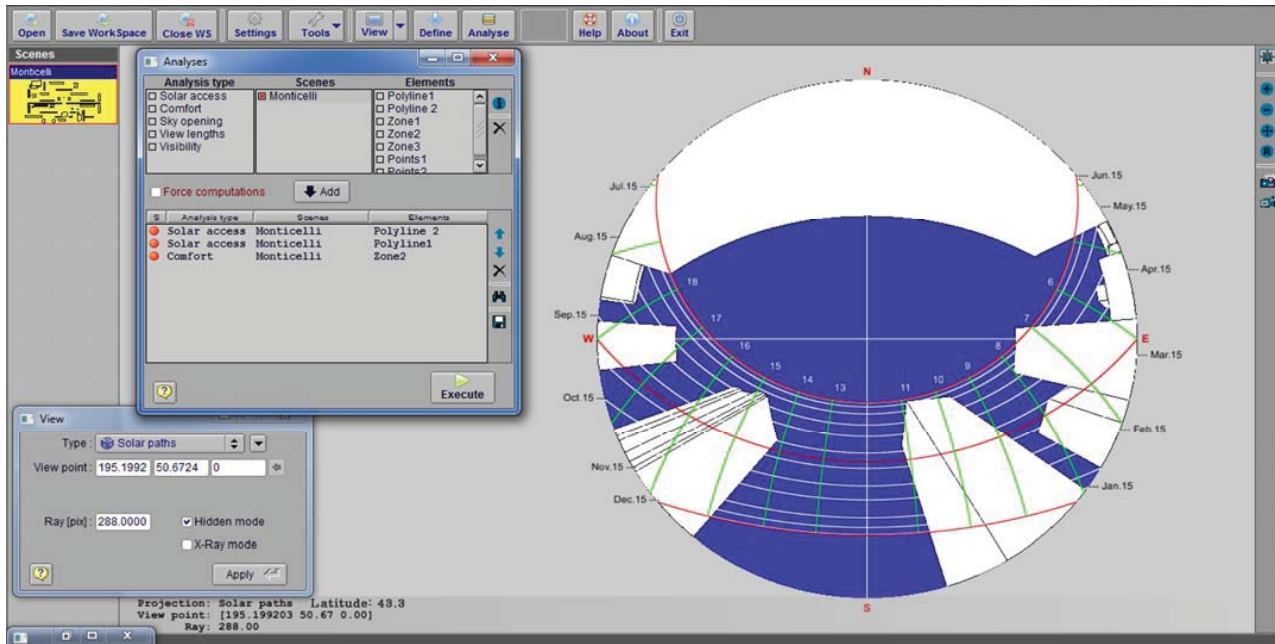 Open Save WorkSpace Close WS Settings Tools View Define Analyse Help About Exit
Scenes
Monticelli
Analyses
Analysis type Scenes Elements
Solar access Monticelli Polyline1
Comfort Polyline 2
Sky opening Zone1
View lengths Zone2
Visibility Zone3
Points1
Points2
Force computations Add
S Analysis type Scenes Elements
Solar access Monticelli Polyline 2
Solar access Monticelli Polyline1
Comfort Monticelli Zone2
? Execute
View
Type : Solar paths
View point : 195.1992 50.6724 0
Ray [pix] : 288.0000 Hidden mode
X-Ray mode
? Apply
N
Jul.15 Jun.15
May.15
Aug.15
Apr.15
18 6
Sep.15 17 7
W E
16 8 Mar.15
15 14 13 11 10 9
Oct.15
Feb.15
Nov.15
Jan.15
Dec.15
S
R
Projection: Solar paths Latitude: 43.3
View point: [195.199203 50.67 0.00]
Ray: 288.00